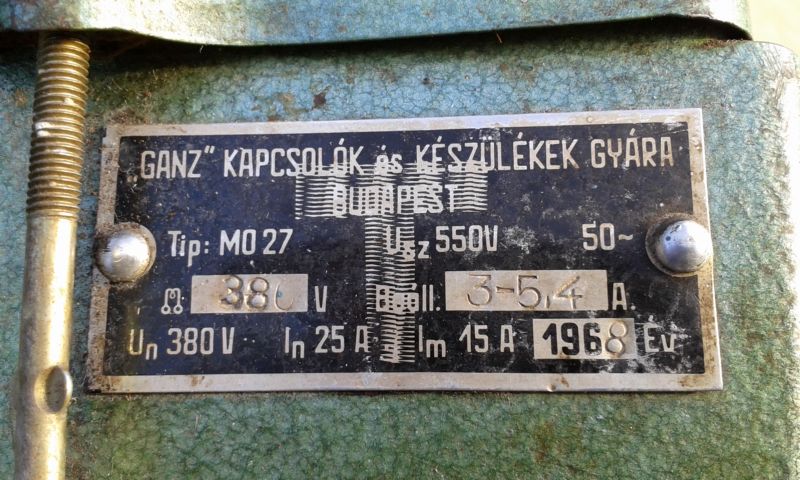 „GANZ” KAPCSOLÓK és KÉSZÜLÉKEK GYÁRA
BUDAPEST
Tip: MO 27 Usz 550V 50~
380 V Beáll. 3-5,4 A.
Un 380 V In 25 A Im 15 A 1968 Év